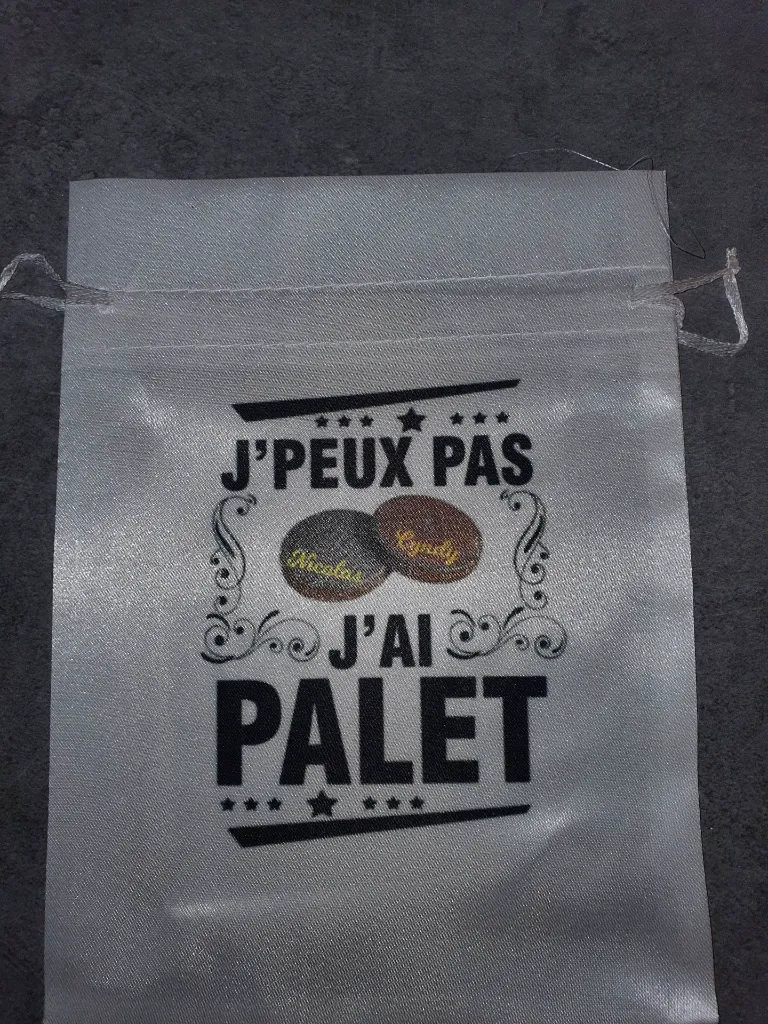 J'PEUX PAS
Nicolas
Cyndy
J'AI
PALET